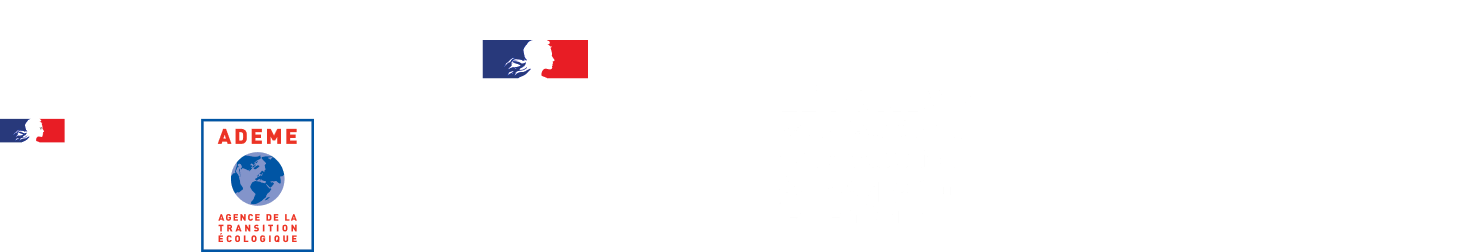 ADEME
AGENCE DE LA
TRANSITION
ÉCOLOGIQUE